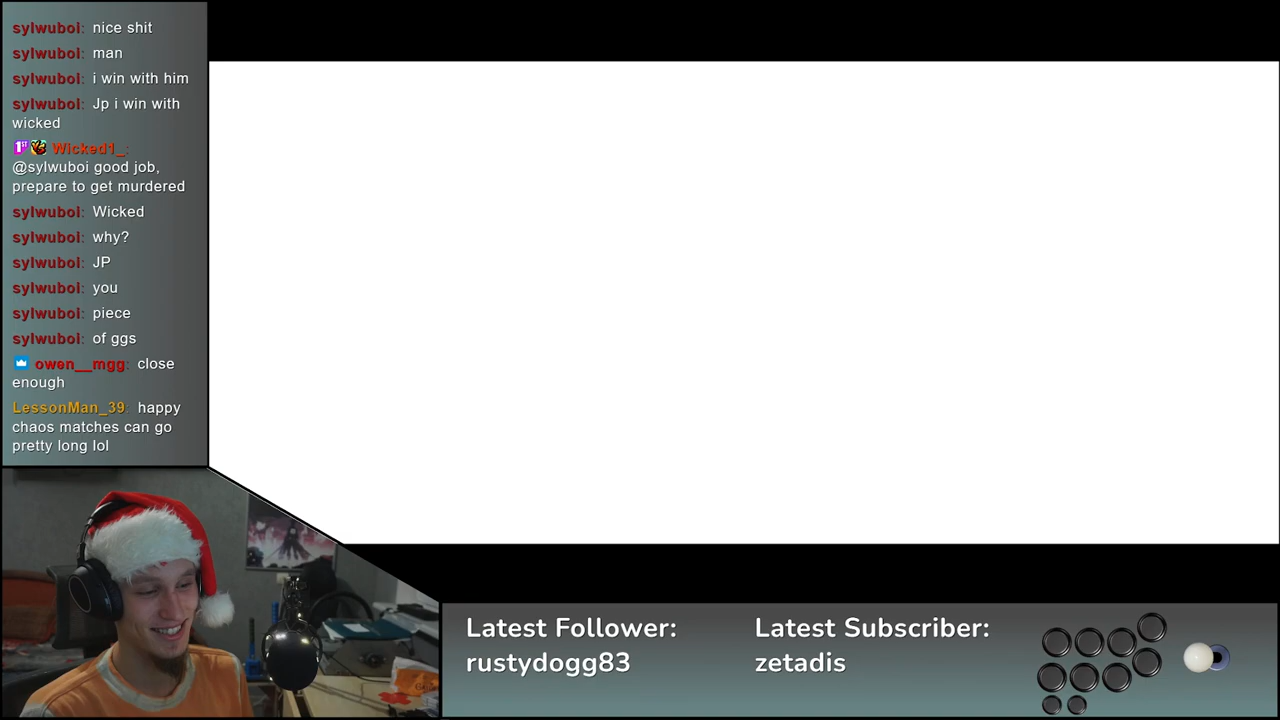 sylwuboi: nice shit
sylwuboi: man
sylwuboi: i win with him
sylwuboi: Jp i win with
wicked
1ST Wicked1_:
@sylwuboi good job,
prepare to get murdered
sylwuboi: Wicked
sylwuboi: why?
sylwuboi: JP
sylwuboi: you
sylwuboi: piece
sylwuboi: of ggs
owen__mgg: close
enough
LessonMan_39: happy
chaos matches can go
pretty long lol
Latest Follower:
rustydogg83
Latest Subscriber:
zetadis